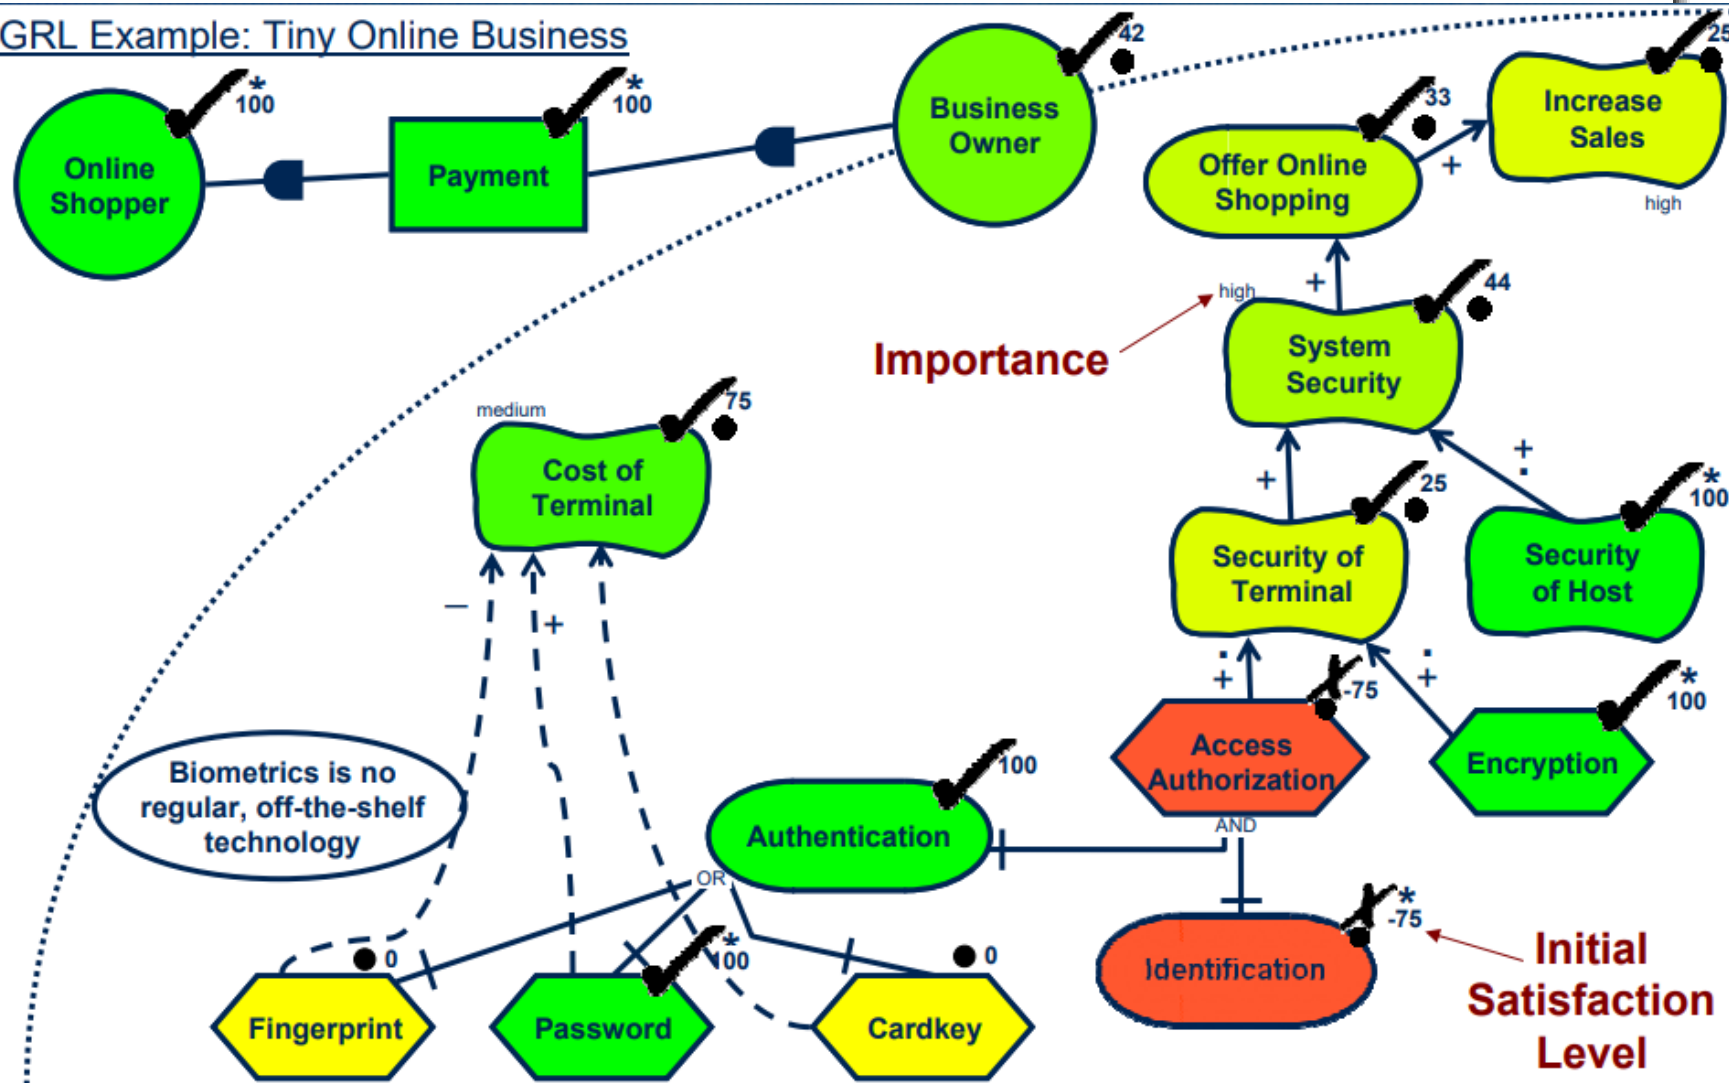 GRL Example: Tiny Online Business
*
100
Online
Shopper
*
100
Payment
42
Business
Owner
33
Offer Online
Shopping
+
25
Increase
Sales
high
+
high
44
System
Security
Importance
medium
75
Cost of
Terminal
+
+
.
25
Security of
Terminal
*
100
Security
of Host
–
+
.
+
.
+
-75
Access
Authorization
*
100
Encryption
AND
Biometrics is no
regular, off-the-shelf
technology
100
Authentication
OR
*
-75
Identification
Initial
Satisfaction
Level
0
Fingerprint
*
100
Password
0
Cardkey